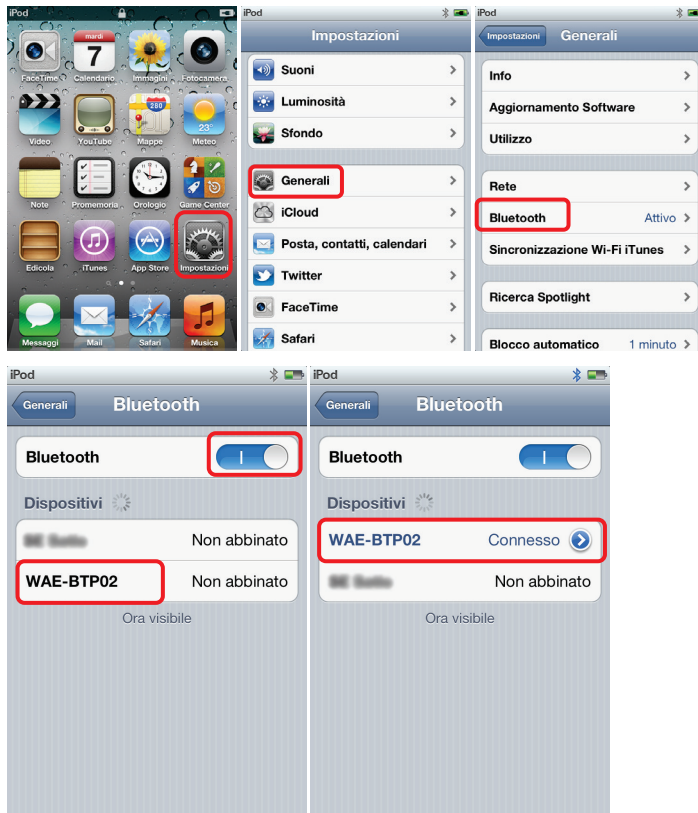 iPod
martedì
7
FaceTime
Calendario
Immagini
Fotocamera
280
23°
Video
YouTube
Mappe
Meteo
Note
Promemoria
Orologio
Game Center
Edicola
iTunes
App Store
Impostazioni
Messaggi
Mail
Safari
Musica
iPod
Impostazioni
Suoni
Luminosità
Sfondo
Generali
iCloud
Posta, contatti, calendari
Twitter
FaceTime
Safari
iPod
Impostazioni
Generali
Info
Aggiornamento Software
Utilizzo
Rete
Bluetooth Attivo
Sincronizzazione Wi-Fi iTunes
Ricerca Spotlight
Blocco automatico 1 minuto
iPod
Generali
Bluetooth
Bluetooth
Dispositivi
Non abbinato
WAE-BTP02 Non abbinato
Ora visibile
iPod
Generali
Bluetooth
Bluetooth
Dispositivi
WAE-BTP02 Connesso
Non abbinato
Ora visibile